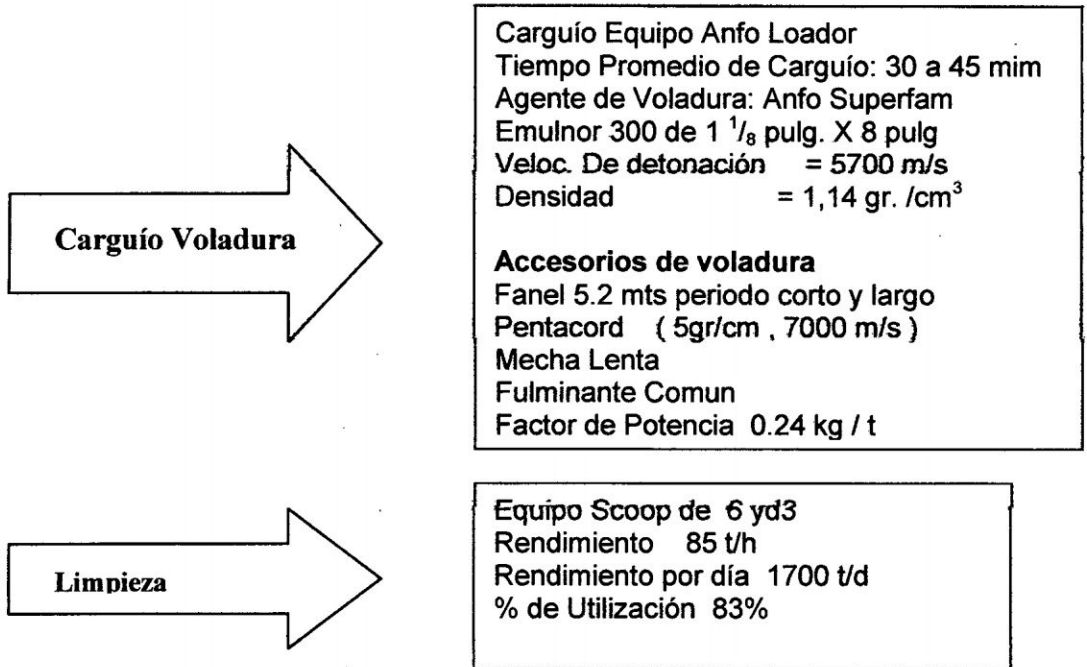 Carguío Voladura
Carguío Equipo Anfo Loador
Tiempo Promedio de Carguío: 30 a 45 mim
Agente de Voladura: Anfo Superfam
Emulnor 300 de 1 ¹/₈ pulg. X 8 pulg
Veloc. De detonación = 5700 m/s
Densidad = 1,14 gr. /cm³
Accesorios de voladura
Fanel 5.2 mts periodo corto y largo
Pentacord ( 5gr/cm , 7000 m/s )
Mecha Lenta
Fulminante Comun
Factor de Potencia 0.24 kg / t
Limpieza
Equipo Scoop de 6 yd3
Rendimiento 85 t/h
Rendimiento por día 1700 t/d
% de Utilización 83%